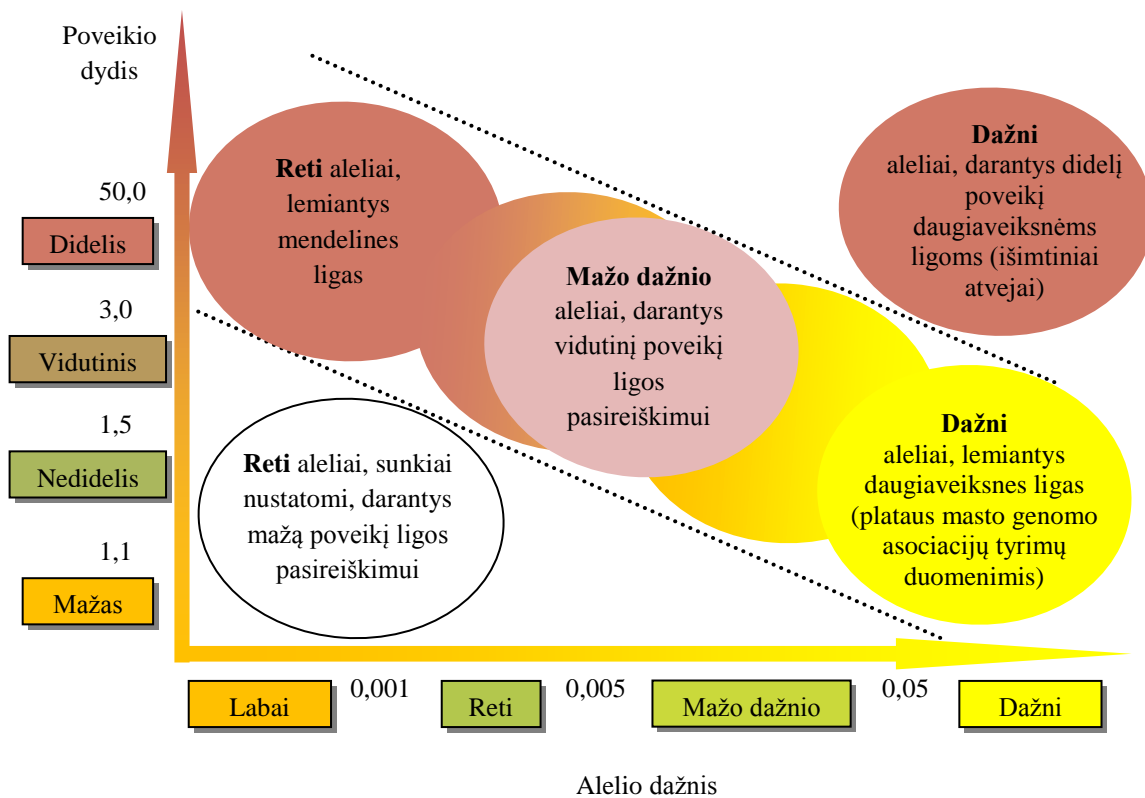 Poveikio
dydis
50,0
Didelis
3,0
Vidutinis
1,5
Nedidelis
1,1
Mažas
Reti aleliai,
lemiantys
mendelines
ligas
Mažo dažnio
aleliai, darantys
vidutinį poveikį
ligos
pasireiškimui
Dažni
aleliai, darantys didelį
poveikį
daugiaveiksnėms
ligoms (išimtiniai
atvejai)
Reti aleliai, sunkiai
nustatomi, darantys
mažą poveikį ligos
pasireiškimui
Dažni
aleliai, lemiantys
daugiaveiksnes ligas
(plataus masto genomo
asociacijų tyrimų
duomenimis)
Labai
0,001
Reti
0,005
Mažo dažnio
0,05
Dažni
Alelio dažnis